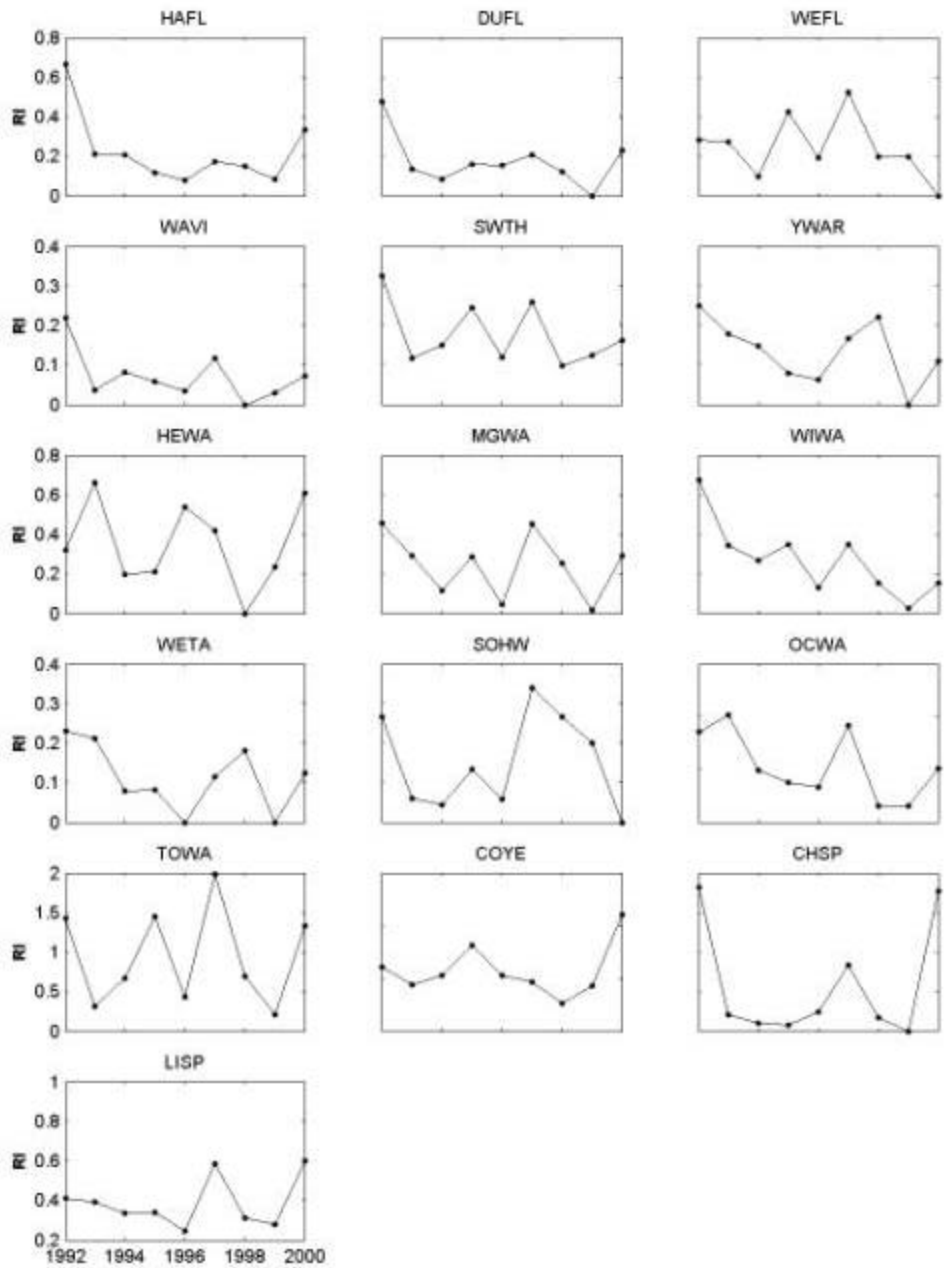 HAFL DUFL WEFL
0.8
0.6
0.4
0.2
0
RI
WAVI SWTH YWAR
0.4
0.3
0.2
0.1
0
RI
HEWA MGWA WIWA
0.8
0.6
0.4
0.2
0
RI
WETA SOHW OCWA
0.4
0.3
0.2
0.1
0
RI
TOWA COYE CHSP
2
1.5
1
0.5
0
RI
LISP
1
0.8
0.6
0.4
0.2
RI
1992 1994 1996 1998 2000